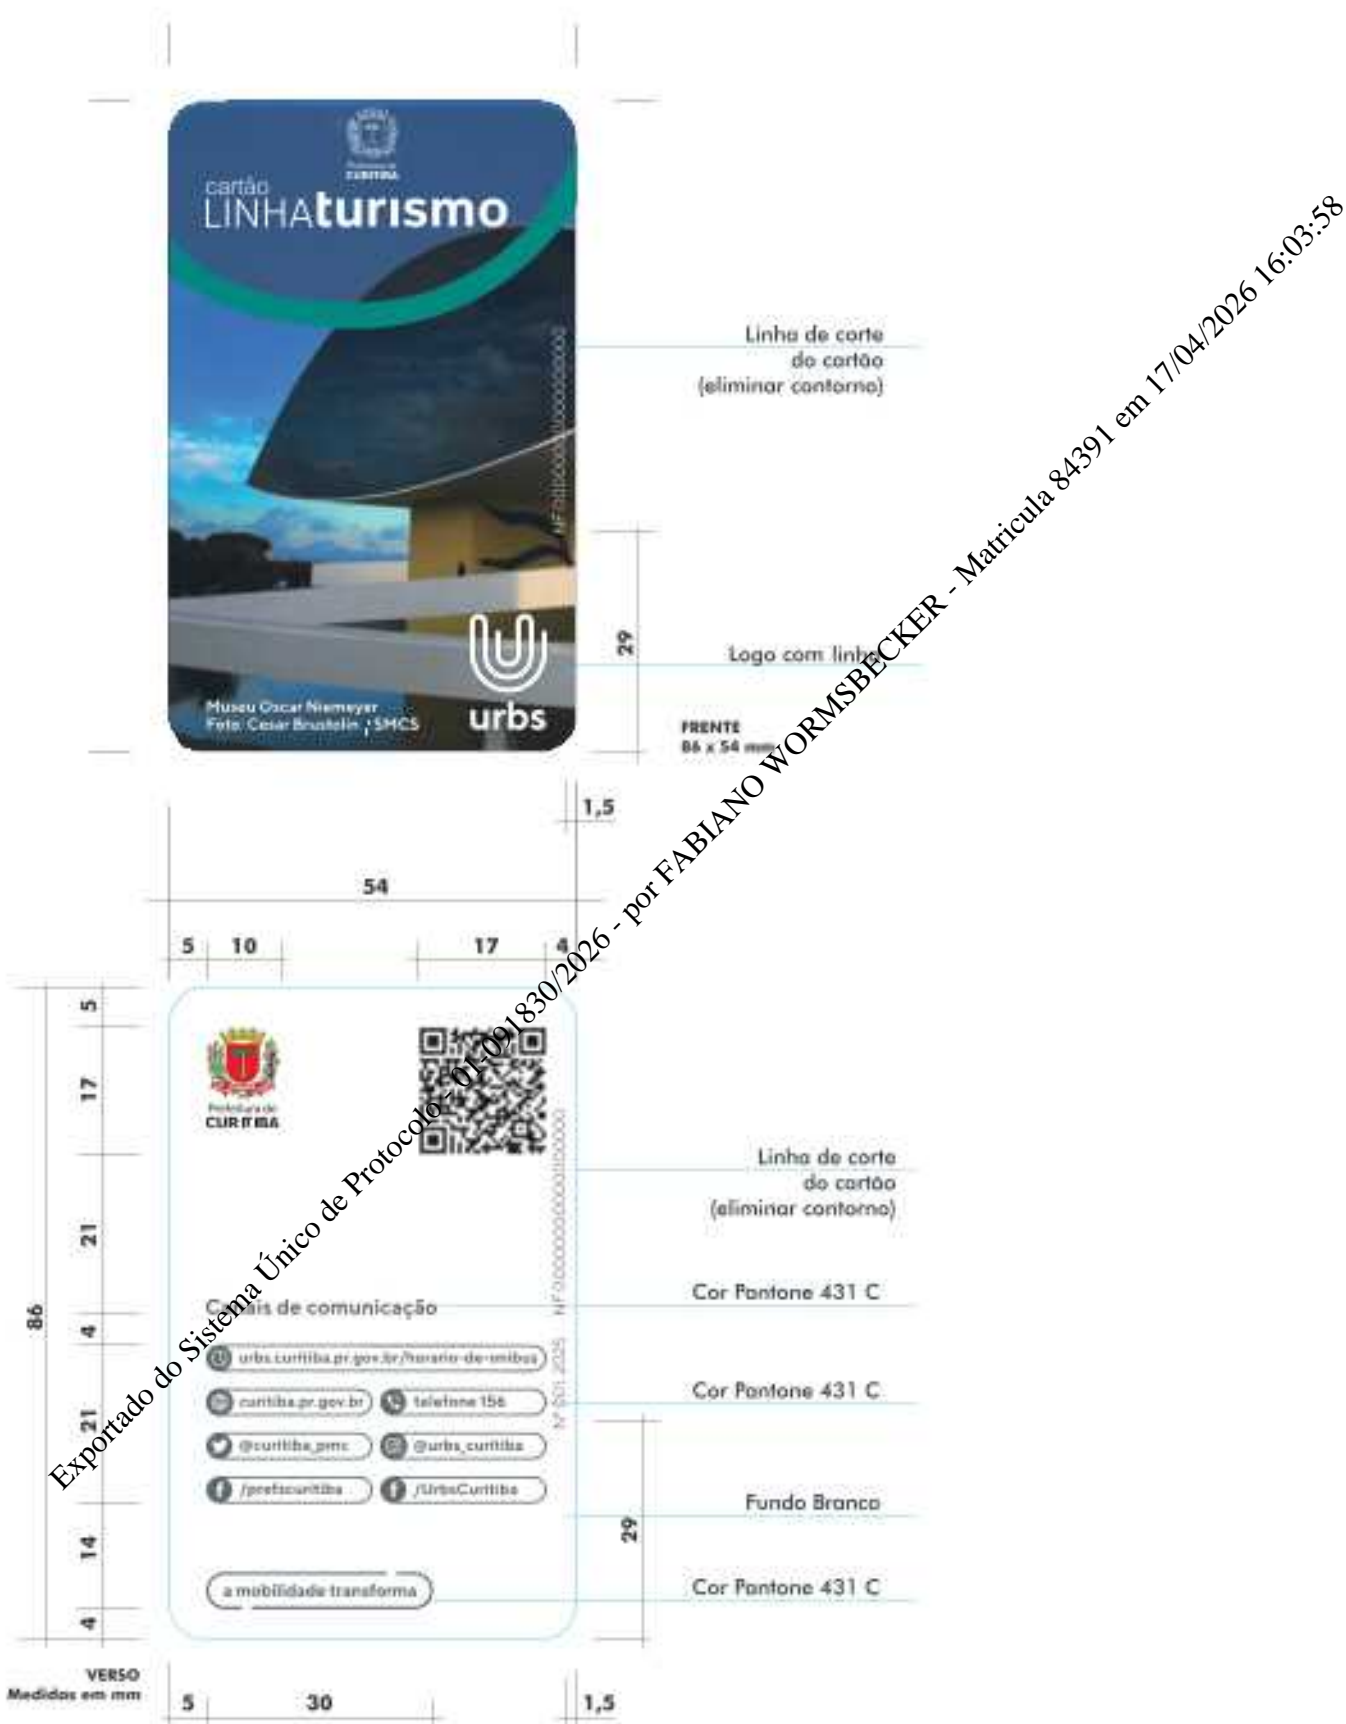 Prefeitura de
CURITIBA
cartão
LINHAturismo
Linha de corte
do cartão
(eliminar contorno)
29
Logo com linha
urbs
Museu Oscar Niemeyer
Foto: Cesar Brustolin / SMCS
FRENTE
86 x 54 mm
1,5
54
5
10
17
4
5
17
21
4
21
14
4
86
Prefeitura de
CURITIBA
Linha de corte
do cartão
(eliminar contorno)
Canais de comunicação
Cor Pantone 431 C
urbs.curitiba.pr.gov.br/horario-de-onibus
curitiba.pr.gov.br
telefone 156
Cor Pantone 431 C
@curitiba_pmc
@urbs_curitiba
/prefscuritiba
/UrbsCuritiba
Fundo Branco
29
a mobilidade transforma
Cor Pantone 431 C
VERSO
Medidas em mm
5
30
1,5
Exportado do Sistema Único de Protocolo - 01-091830/2026 - por FABIANO WORMSBECKER - Matricula 84391 em 17/04/2026 16:03:58